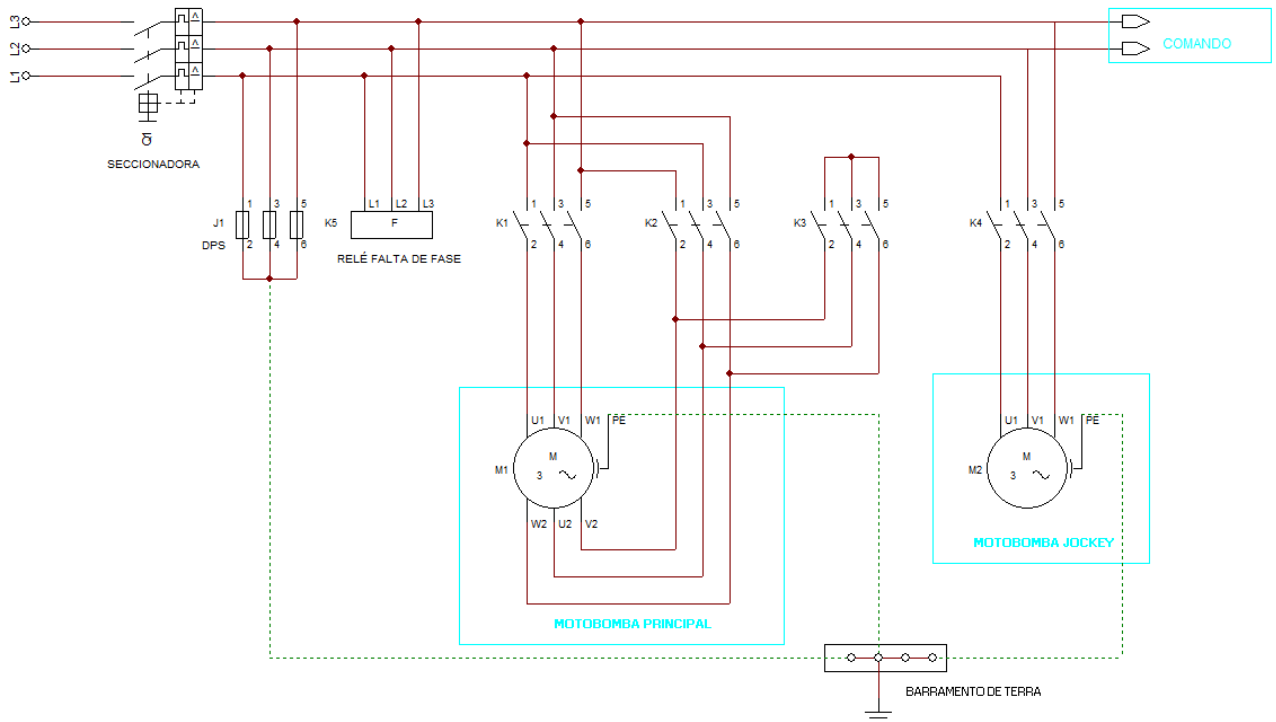 L3
L2
L1
COMANDO
Q1
SECCIONADORA
J1
DPS
1 3 5
2 4 6
K5
L1 L2 L3
F
RELÉ FALTA DE FASE
K1
1 3 5
2 4 6
K2
1 3 5
2 4 6
K3
1 3 5
2 4 6
K4
1 3 5
2 4 6
U1 V1 W1 PE
M1
M
3
W2 U2 V2
MOTOBOMBA PRINCIPAL
U1 V1 W1 PE
M2
M
3
MOTOBOMBA JOCKEY
BARRAMENTO DE TERRA